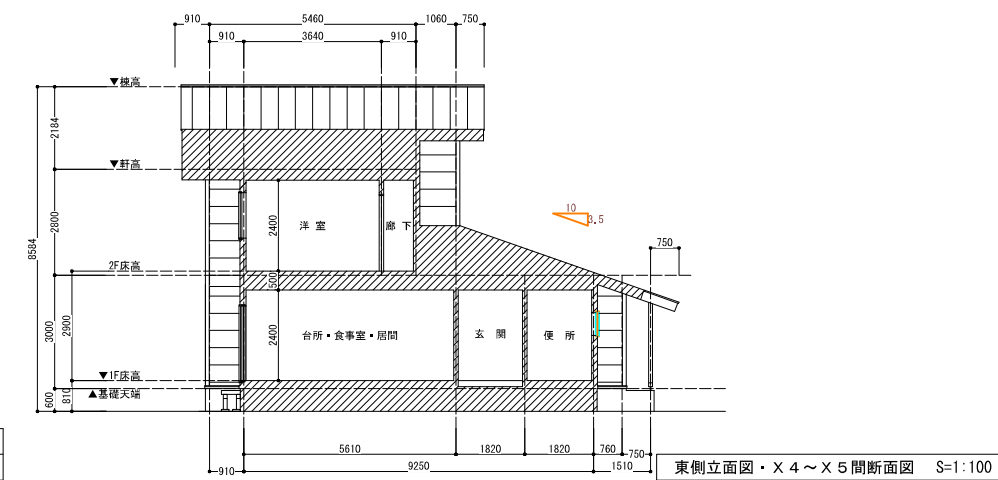 910 5460 1060 750
910 3640 910
▼棟高
2184
▼軒高
8584
2800
2400
洋室
廊下
10
3.5
750
2F床高
500
3000
2900
2400
台所・食事室・居間
玄関
便所
▼1F床高
600
810
▲基礎天端
5610 1820 1820 760 750
910 9250 1510
東側立面図・X4～X5間断面図 S=1:100